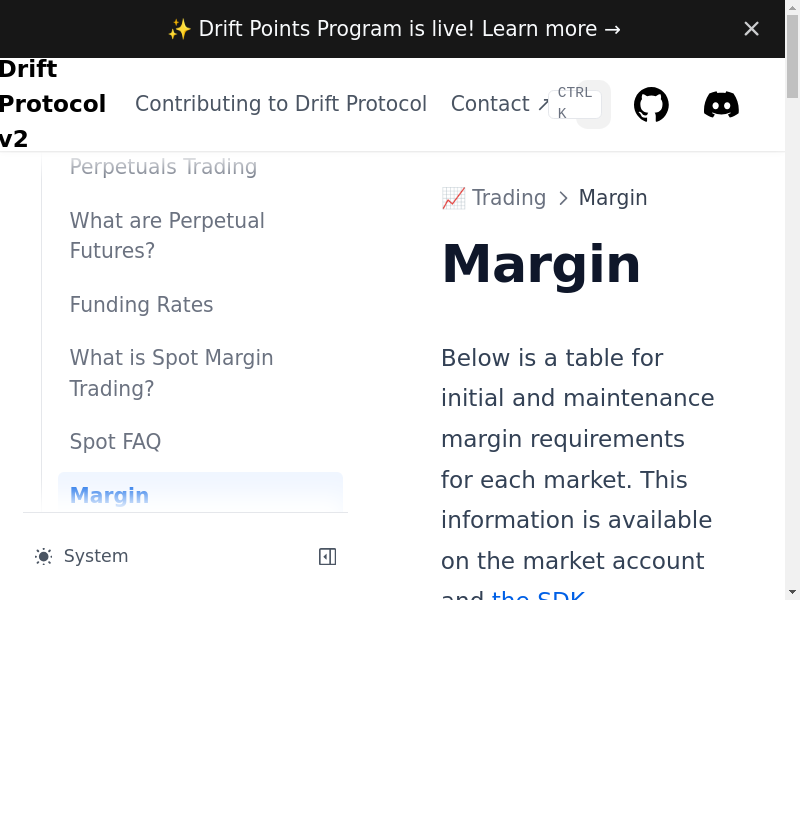 ✨ Drift Points Program is live! Learn more →
Drift
Protocol
v2
Contributing to Drift Protocol
Contact ↗
CTRL
K
Perpetuals Trading
What are Perpetual
Futures?
Funding Rates
What is Spot Margin
Trading?
Spot FAQ
Margin
System
📈 Trading > Margin
Margin
Below is a table for
initial and maintenance
margin requirements
for each market. This
information is available
on the market account
and the SDK